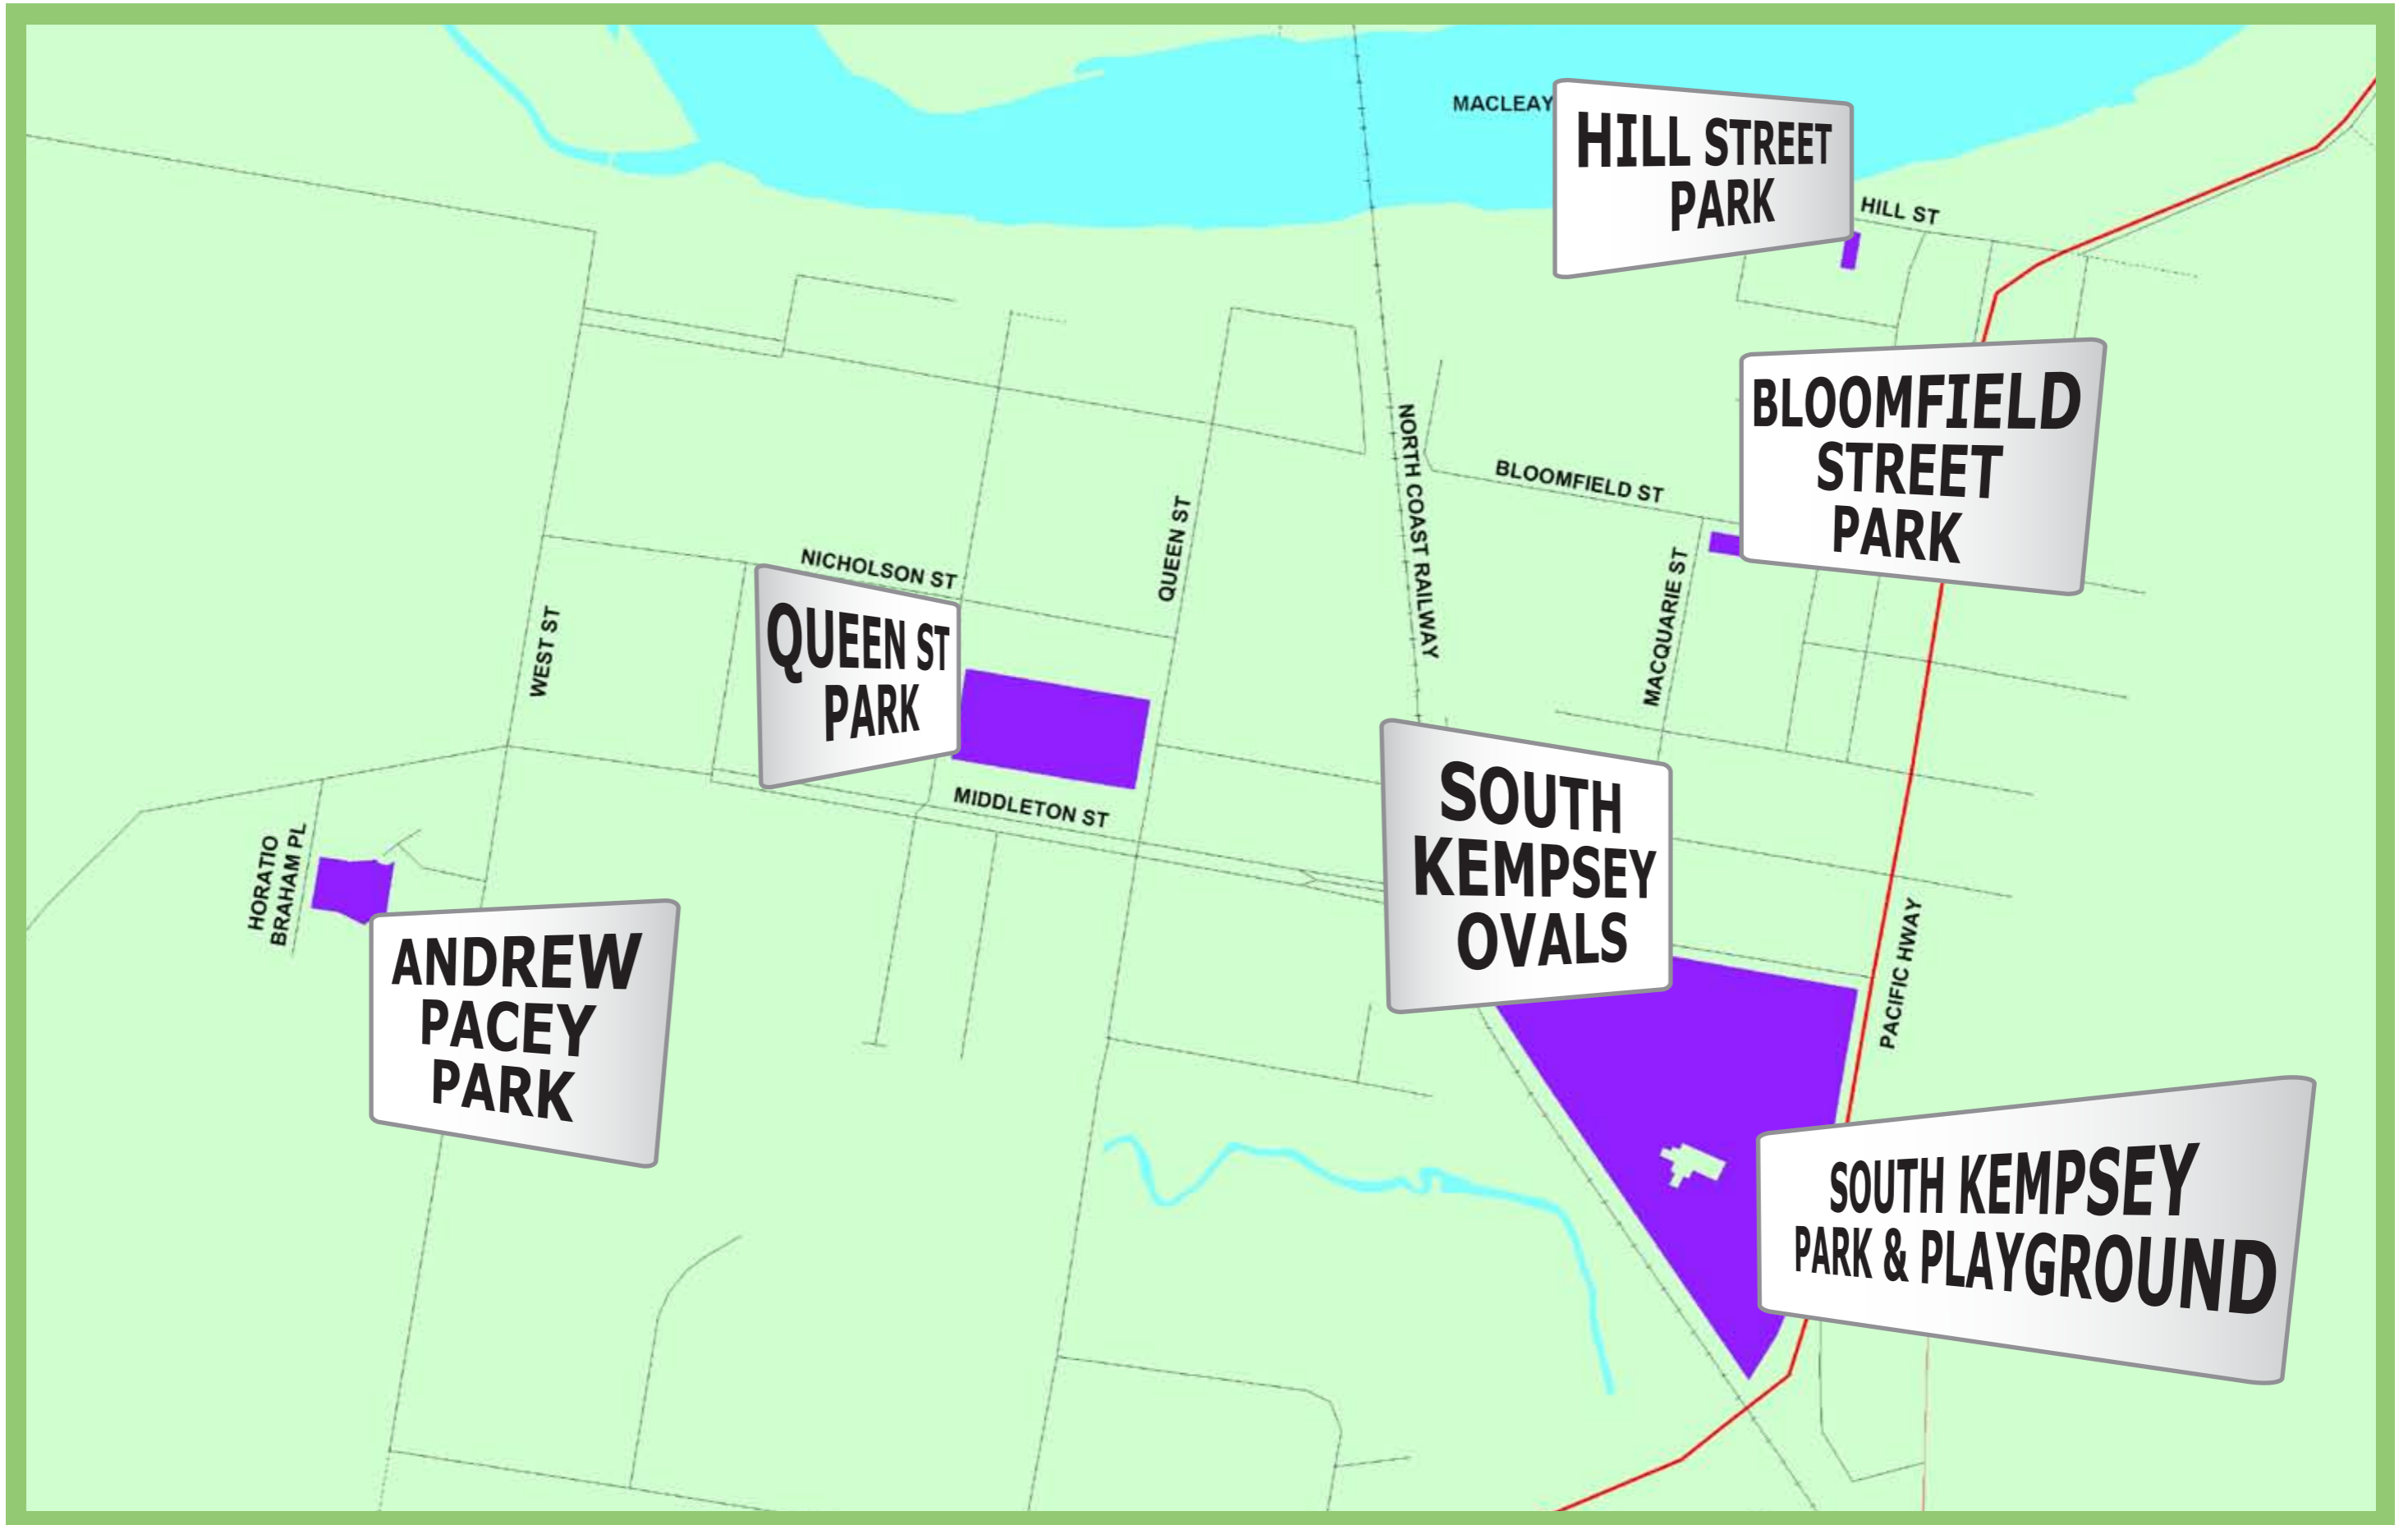 MACLEAY
HILL STREET
PARK
HILL ST
BLOOMFIELD
STREET
PARK
NORTH COAST RAILWAY
BLOOMFIELD ST
QUEEN ST
NICHOLSON ST
MACQUARIE ST
WEST ST
QUEEN ST
PARK
SOUTH
KEMPSEY
OVALS
MIDDLETON ST
HORATIO
BRAHAM PL
ANDREW
PACEY
PARK
PACIFIC HWAY
SOUTH KEMPSEY
PARK & PLAYGROUND